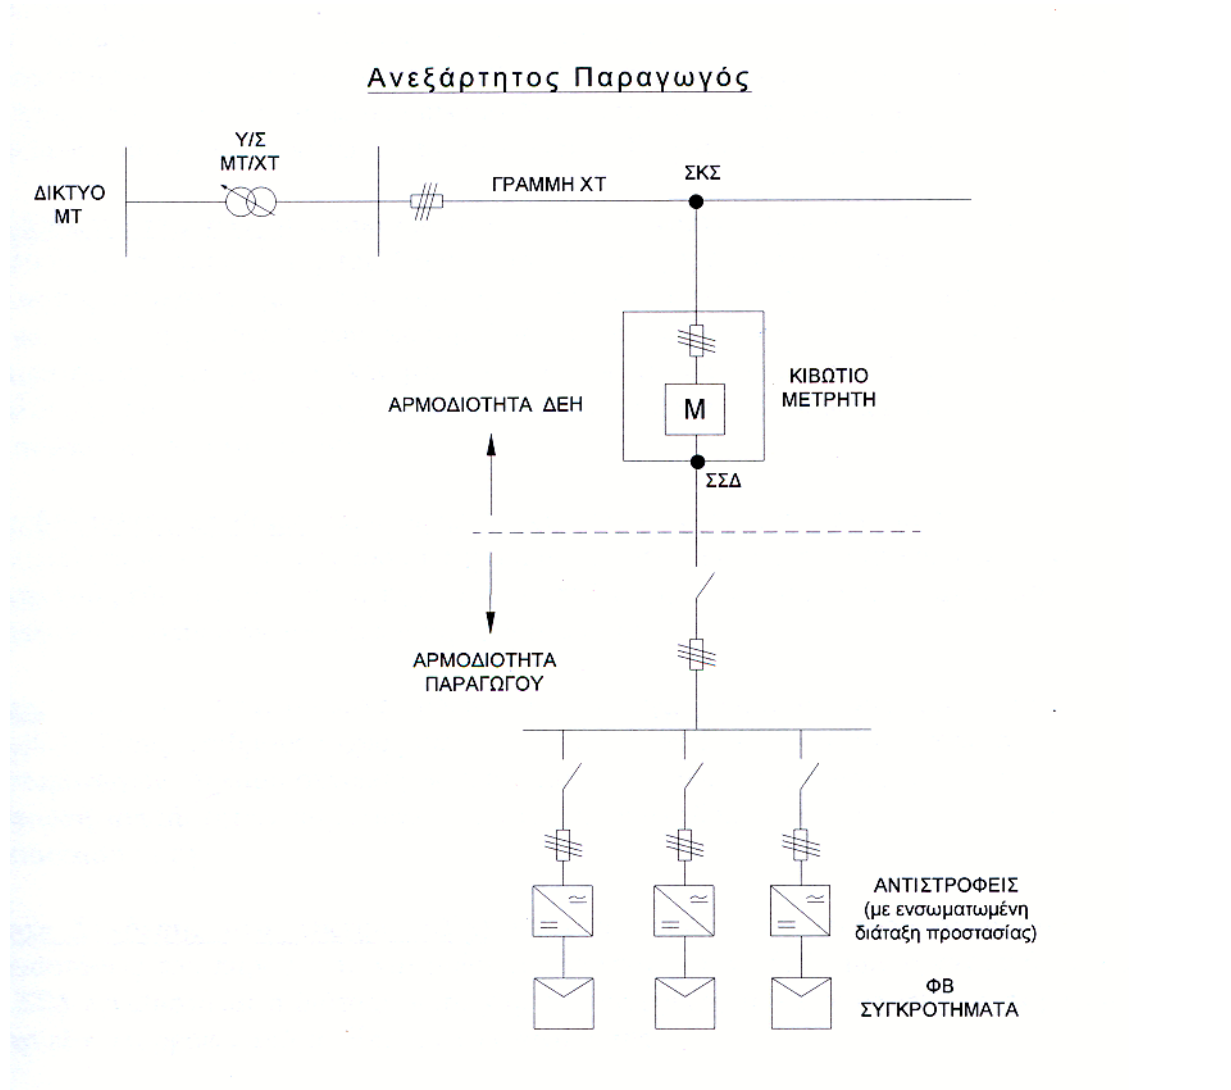 Ανεξάρτητος Παραγωγός
Υ/Σ
ΜΤ/ΧΤ
ΔΙΚΤΥΟ
ΜΤ
ΓΡΑΜΜΗ ΧΤ
ΣΚΣ
ΚΙΒΩΤΙΟ
ΜΕΤΡΗΤΗ
Μ
ΑΡΜΟΔΙΟΤΗΤΑ ΔΕΗ
ΣΣΔ
ΑΡΜΟΔΙΟΤΗΤΑ
ΠΑΡΑΓΩΓΟΥ
ΑΝΤΙΣΤΡΟΦΕΙΣ
(με ενσωματωμένη
διάταξη προστασίας)
ΦΒ
ΣΥΓΚΡΟΤΗΜΑΤΑ